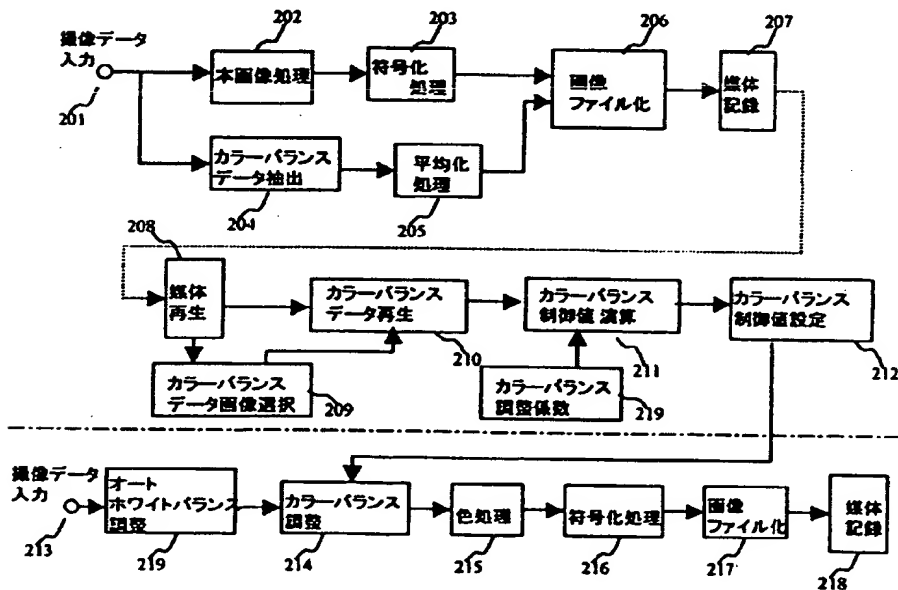 202
203
206
207
撮像データ
入力
201
本画像処理
符号化
処理
画像
ファイル化
媒体
記録
カラーバランス
データ抽出
204
平均化
処理
205
208
媒体
再生
カラーバランス
データ再生
210
カラーバランス
制御値演算
211
カラーバランス
制御値設定
212
カラーバランス
データ画像選択
209
カラーバランス
調整係数
219
撮像データ
入力
213
オート
ホワイトバランス
調整
219
カラーバランス
調整
214
色処理
215
符号化処理
216
画像
ファイル化
217
媒体
記録
218